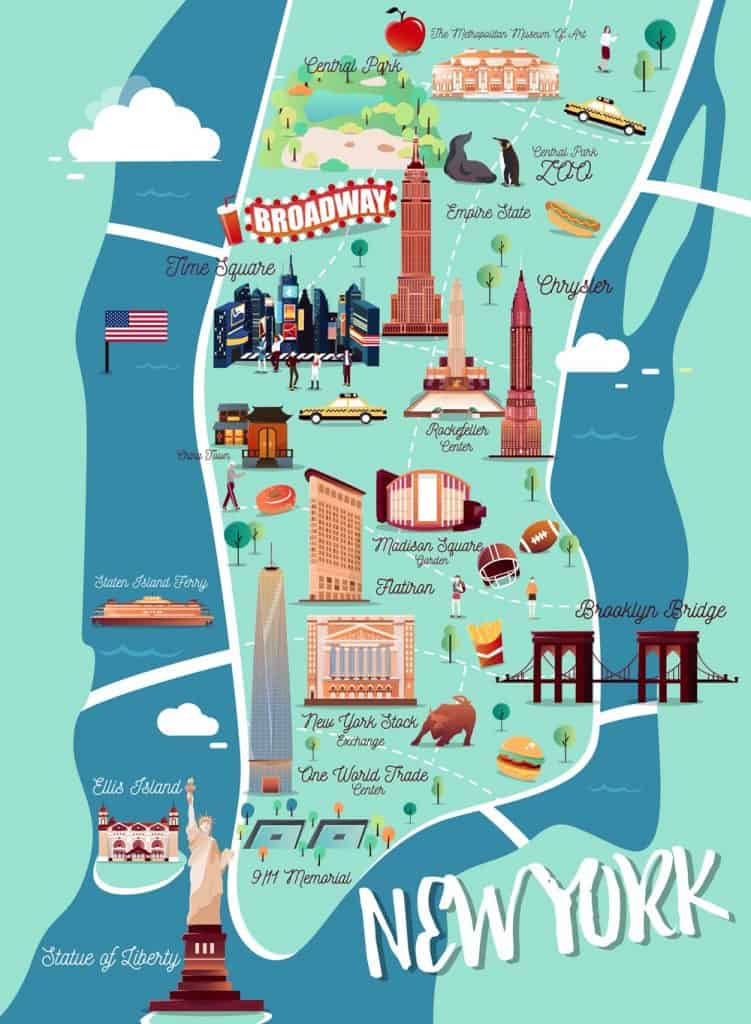 The Metropolitan Museum Of Art
Central Park
Central Park
ZOO
BROADWAY
Empire State
Time Square
Chrysler
Rockefeller
Center
China Town
Madison Square
Garden
Flatiron
Staten Island Ferry
Brooklyn Bridge
New York Stock
Exchange
One World Trade
Center
Ellis Island
9/11 Memorial
NEW YORK
Statue of Liberty